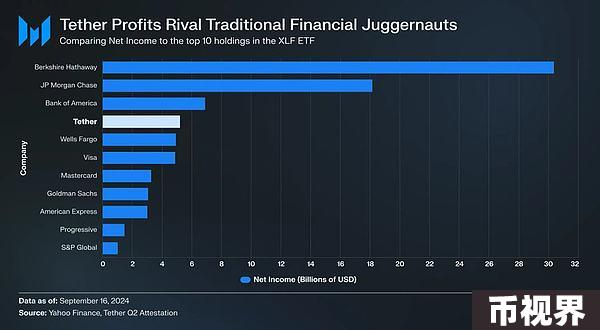 Tether Profits Rival Traditional Financial Juggernauts
Comparing Net Income to the top 10 holdings in the XLF ETF
Company
Berkshire Hathaway
JP Morgan Chase
Bank of America
Tether
Wells Fargo
Visa
Mastercard
Goldman Sachs
American Express
Progressive
S&P Global
0 2 4 6 8 10 12 14 16 18 20 22 24 26 28 30 32
Net Income (Billions of USD)
Data as of: September 16, 2024
Source: Yahoo Finance, Tether Q2 Attestation
币视界